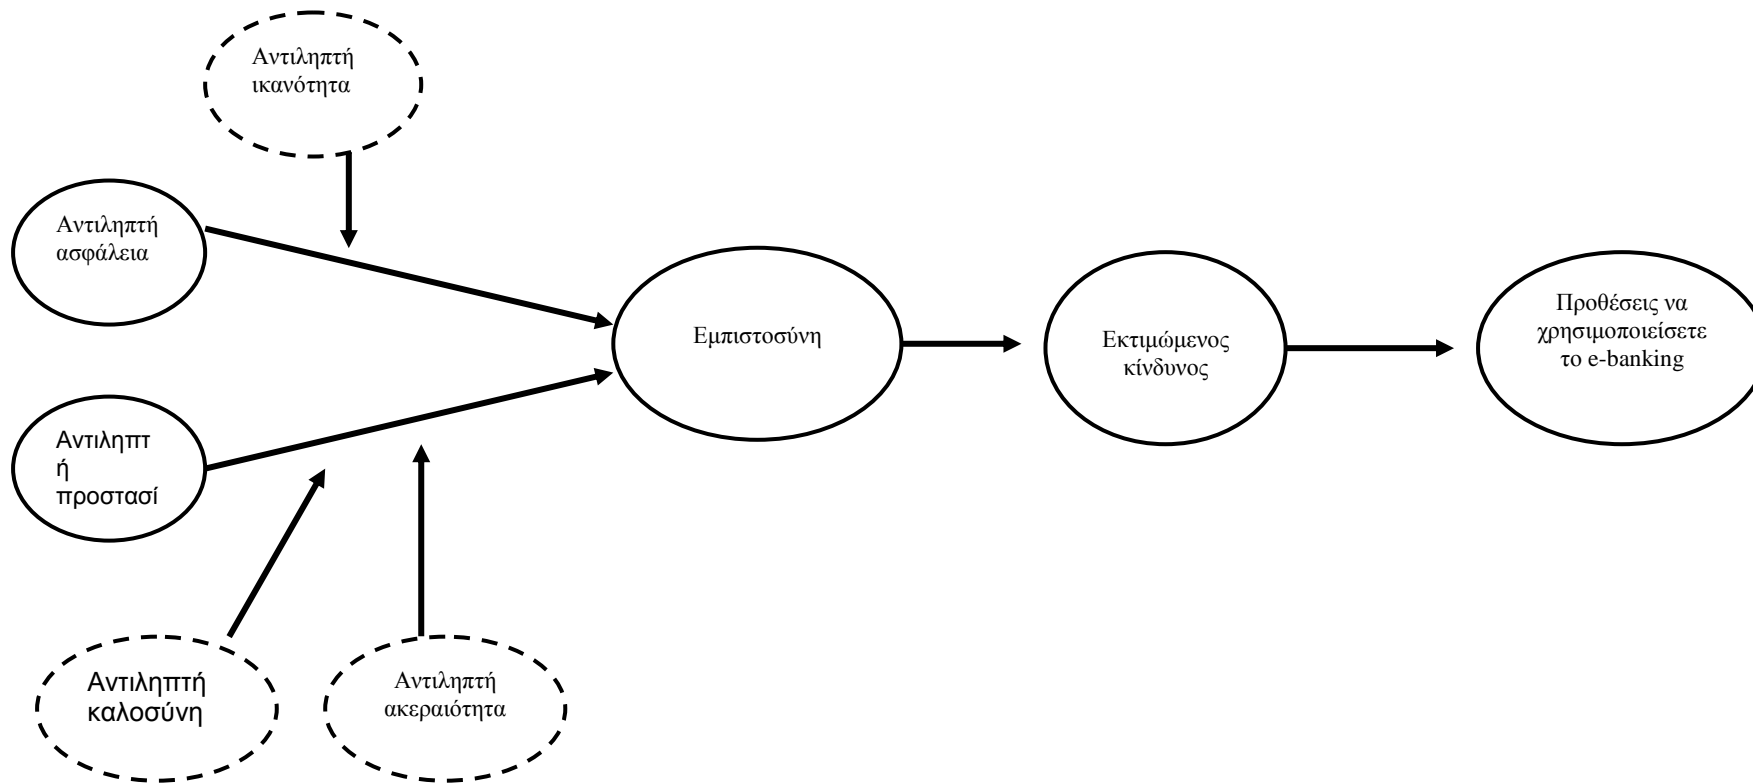 Αντιληπτή
ικανότητα
Αντιληπτή
ασφάλεια
Εμπιστοσύνη
Εκτιμώμενος
κίνδυνος
Προθέσεις να
χρησιμοποιείσετε
το e-banking
Αντιληπτ
ή
προστασί
Αντιληπτή
καλοσύνη
Αντιληπτή
ακεραιότητα